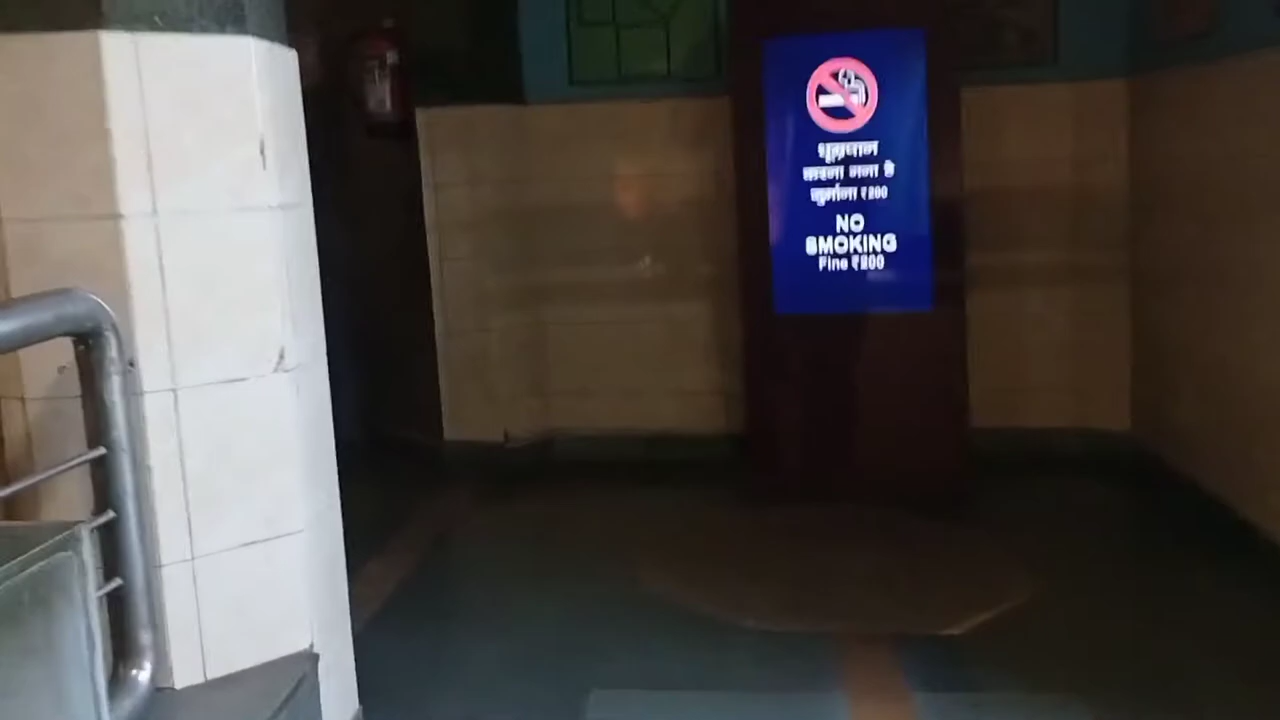 धूम्रपान
करना मना है
जुर्माना ₹200
NO
SMOKING
Fine ₹200